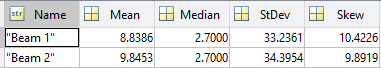 str Name Mean Median StDev Skew
"Beam 1" 8.8386 2.7000 33.2361 10.4226
"Beam 2" 9.8453 2.7000 34.3954 9.8919